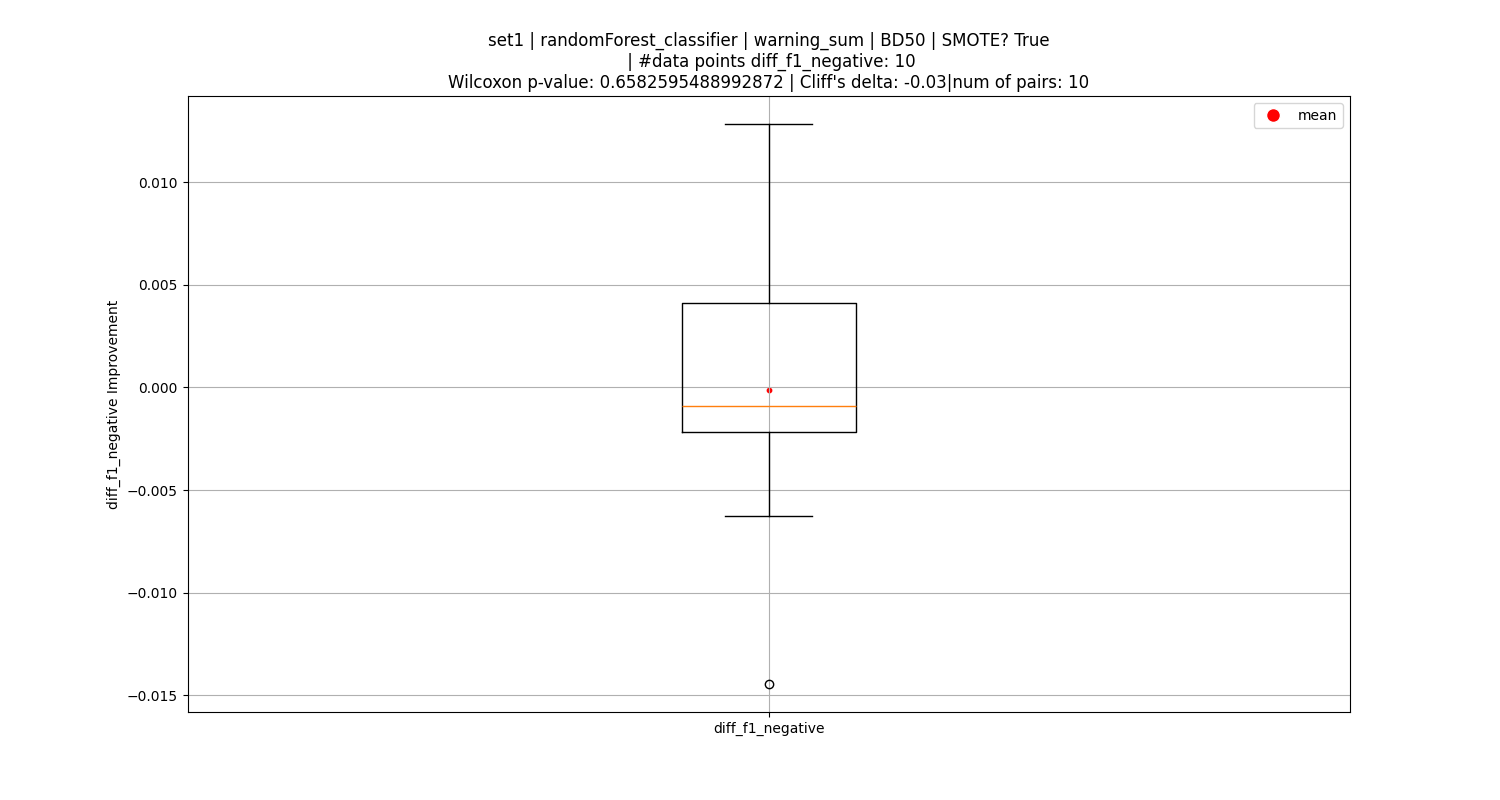 set1 | randomForest_classifier | warning_sum | BD50 | SMOTE? True
| #data points diff_f1_negative: 10
Wilcoxon p-value: 0.6582595488992872 | Cliff's delta: -0.03|num of pairs: 10
mean
0.010
0.005
0.000
−0.005
−0.010
−0.015
diff_f1_negative Improvement
diff_f1_negative